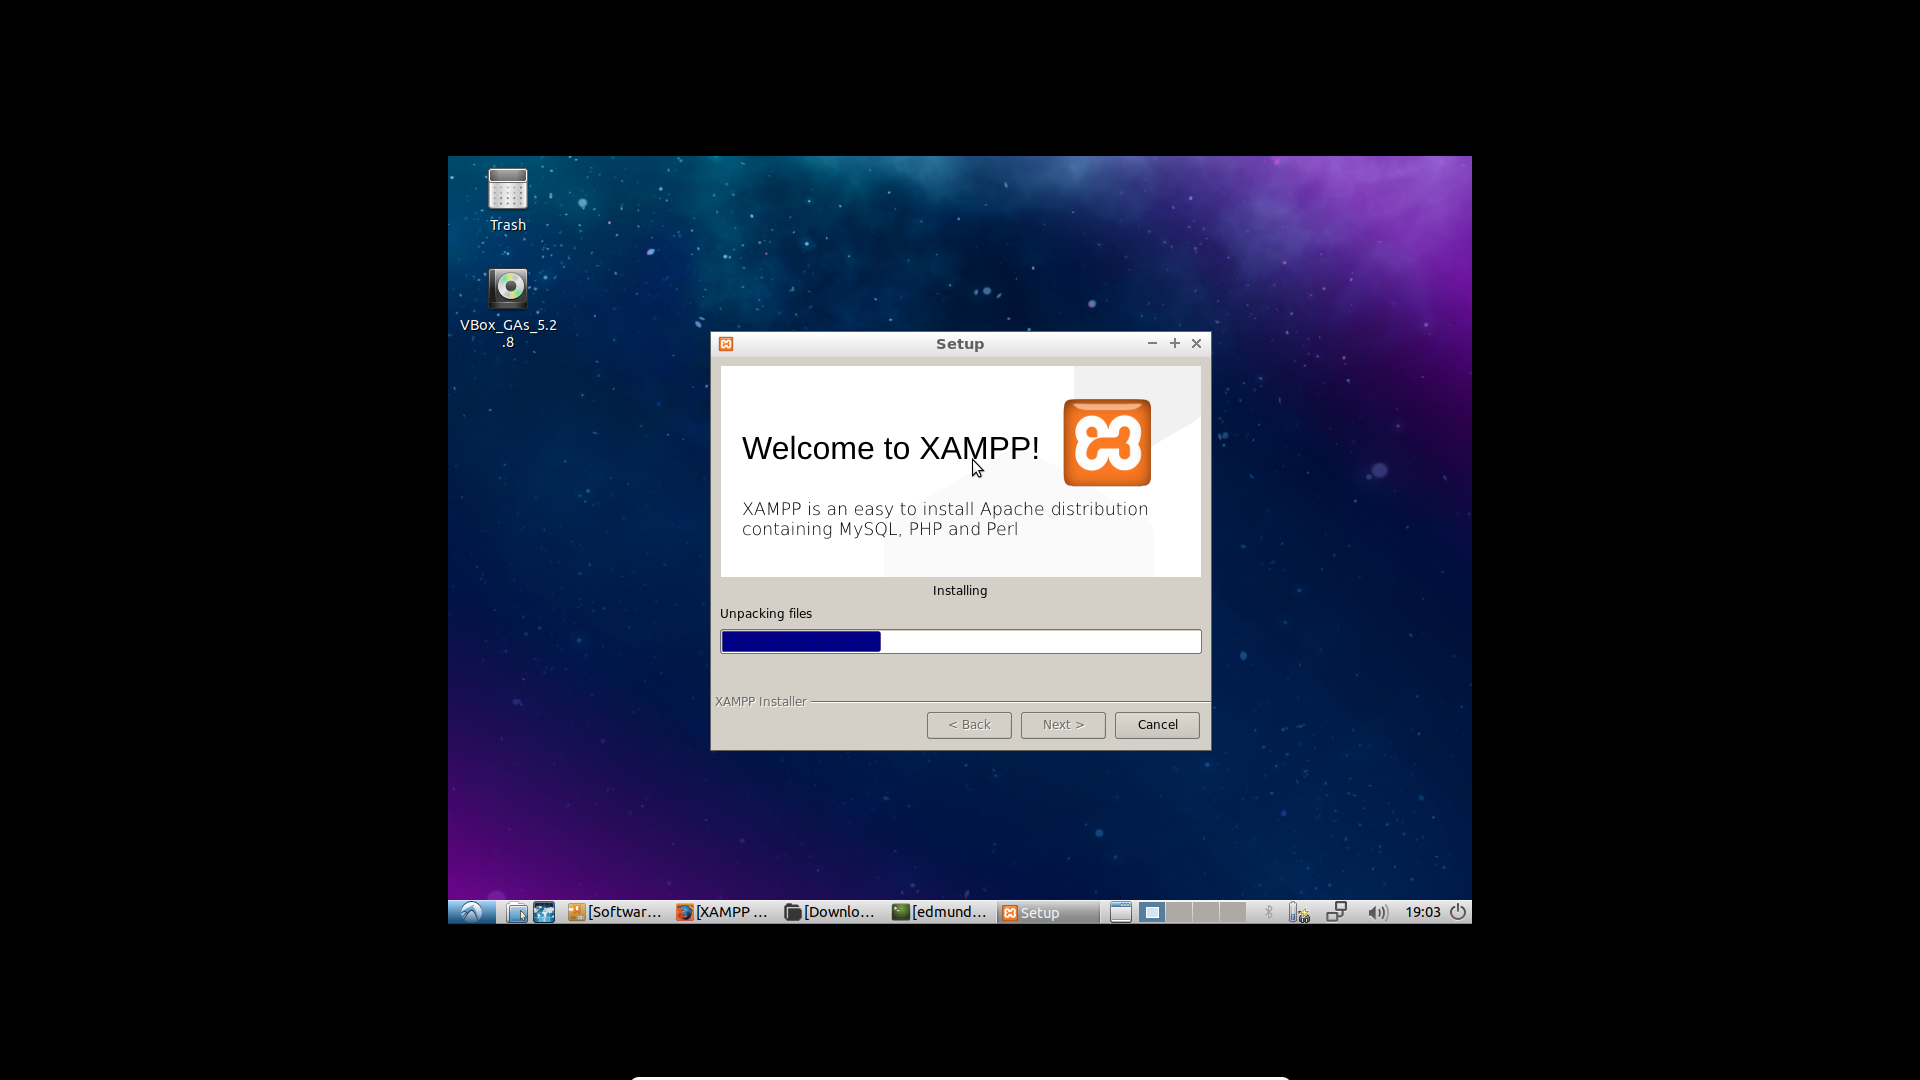 Trash
VBox_GAs_5.2
.8
Setup
Welcome to XAMPP!
XAMPP is an easy to install Apache distribution
containing MySQL, PHP and Perl
Installing
Unpacking files
XAMPP Installer
< Back
Next >
Cancel
[Softwar...
[XAMPP ...
[Downlo...
[edmund...
Setup
19:03